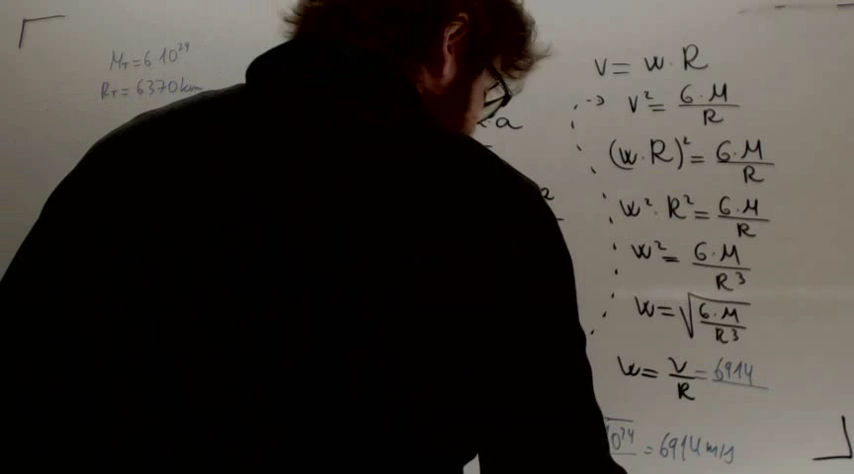 M_T = 6 10^24
R_T = 6370 km
a
v = w · R
v² = G·M / R
(w·R)² = G·M / R
w² · R² = G·M / R
w² = G·M / R³
w = √(G·M / R³)
w = v / R = 6914
10^24 = 6914 m/s